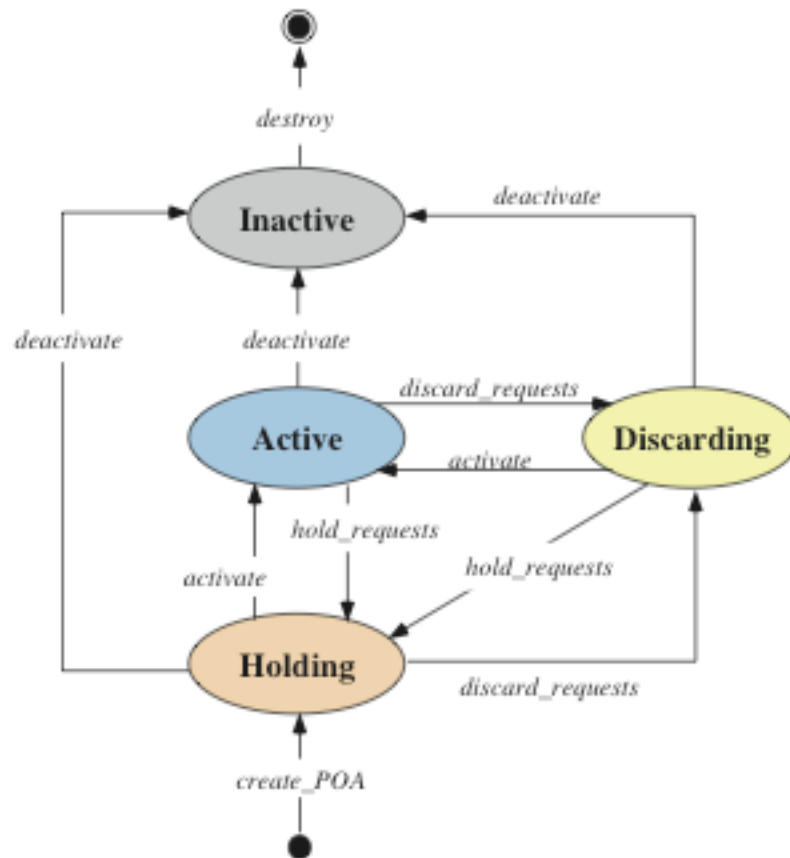 destroy
deactivate
Inactive
deactivate
deactivate
discard_requests
Active
Discarding
activate
hold_requests
hold_requests
activate
Holding
discard_requests
create_POA